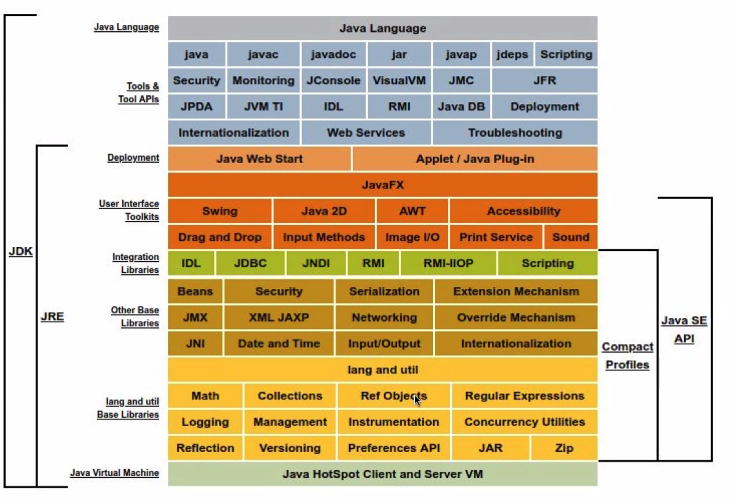 Java Language
Java Language
java javac javadoc jar javap jdeps Scripting
Tools & Tool APIs
Security Monitoring JConsole VisualVM JMC JFR
JPDA JVM TI IDL RMI Java DB Deployment
Internationalization Web Services Troubleshooting
Deployment
Java Web Start Applet / Java Plug-in
JavaFX
User Interface Toolkits
Swing Java 2D AWT Accessibility
Drag and Drop Input Methods Image I/O Print Service Sound
Integration Libraries
IDL JDBC JNDI RMI RMI-IIOP Scripting
JDK
Beans Security Serialization Extension Mechanism
Other Base Libraries
JMX XML JAXP Networking Override Mechanism
JRE
JNI Date and Time Input/Output Internationalization
Java SE API
Compact Profiles
lang and util
lang and util Base Libraries
Math Collections Ref Objects Regular Expressions
Logging Management Instrumentation Concurrency Utilities
Reflection Versioning Preferences API JAR Zip
Java Virtual Machine
Java HotSpot Client and Server VM